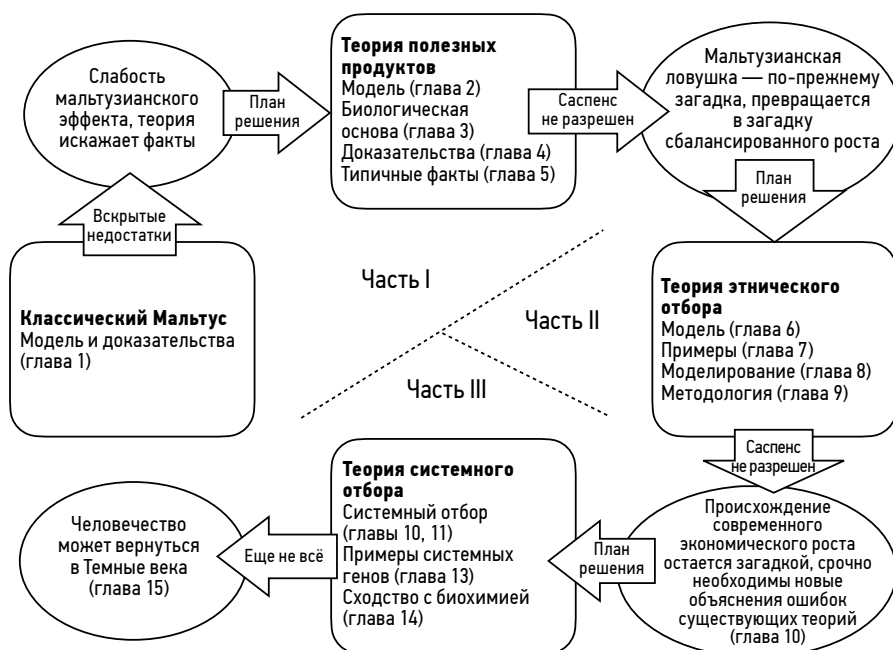 Слабость
мальтузианского
эффекта, теория
искажает факты
План
решения
Теория полезных
продуктов
Модель (глава 2)
Биологическая
основа (глава 3)
Доказательства (глава 4)
Типичные факты (глава 5)
Саспенс
не разрешен
Мальтузианская
ловушка — по-прежнему
загадка, превращается
в загадку
сбалансированного роста
Вскрытые
недостатки
План
решения
Классический Мальтус
Модель и доказательства
(глава 1)
Часть I
Часть II
Часть III
Теория этнического
отбора
Модель (глава 6)
Примеры (глава 7)
Моделирование (глава 8)
Методология (глава 9)
Саспенс
не разрешен
Происхождение
современного
экономического роста
остается загадкой, срочно
необходимы новые
объяснения ошибок
существующих теорий
(глава 10)
План
решения
Теория системного
отбора
Системный отбор
(главы 10, 11)
Примеры системных
генов (глава 13)
Сходство с биохимией
(глава 14)
Еще не всё
Человечество
может вернуться
в Темные века
(глава 15)